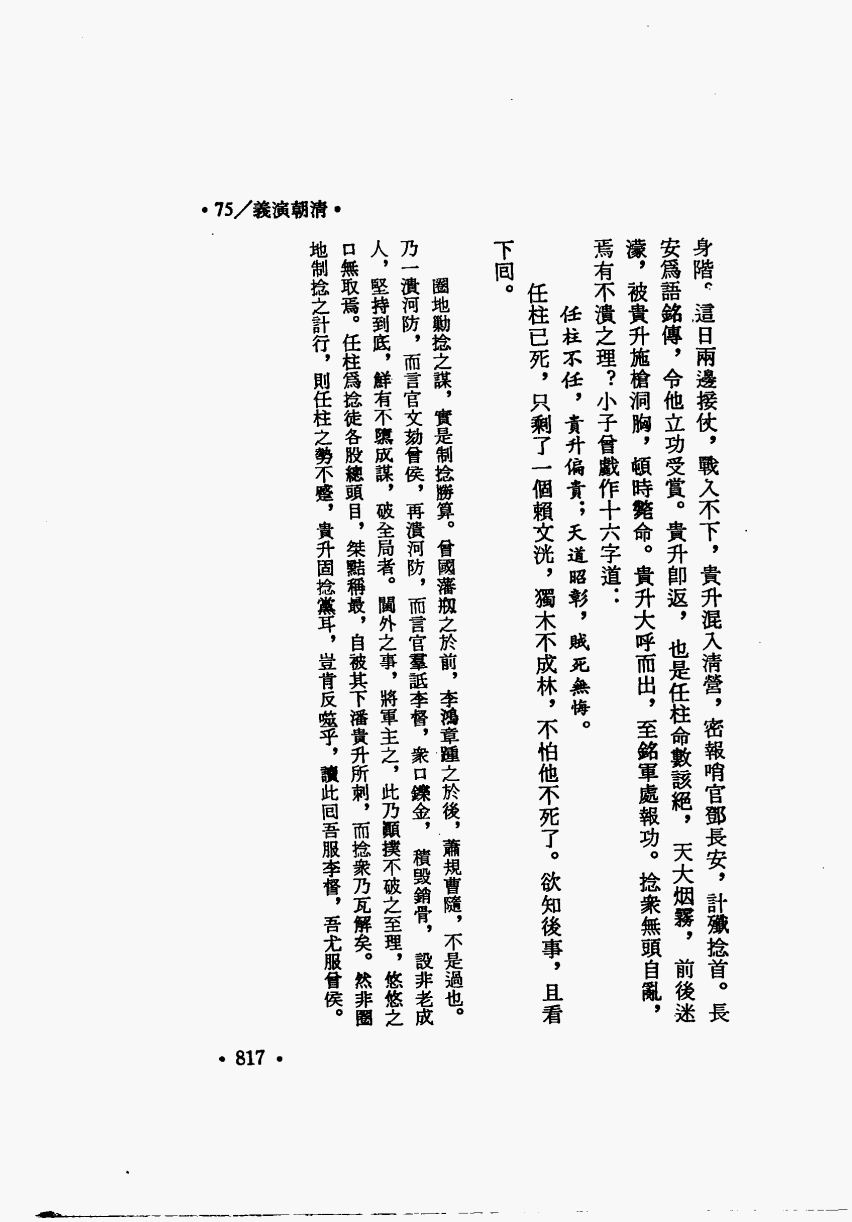 •75／義演朝清•
身階。這日兩邊接仗，戰入不下，貴升混入清營，密報哨官鄧長安，計殲捻首。長
安爲語銘傳，令他立功受賞。貴升卽返，也是任柱命數該絕，天大烟霧，前後迷
濛，被貴升施槍洞胸，頓時斃命。貴升大呼而出，至銘軍處報功。捻衆無頭自亂，
焉有不潰之理？小子曾戲作十六字道：
任柱不任，貴升偏貴；天道昭彰，賊死無悔。
任柱已死，只剩了一個賴文洸，獨木不成林，不怕他不死了。欲知後事，且看
下回。
圈地勦捻之謀，實是制捻勝算。曾國藩剏之於前，李鴻章踵之於後，蕭規曹隨，不是過也。
乃一潰河防，而言官文劾曾侯，再潰河防，而言官羣詆李督，衆口鑠金，積毀銷骨，設非老成
人，堅持到底，鮮有不隳成謀，破全局者。閫外之事，將軍主之，此乃顚撲不破之至理，悠悠之
口無取焉。任柱爲捻徒各股總頭目，桀黠稱最，自被其下潘貴升所刺，而捻衆乃瓦解矣。然非圈
地制捻之計行，則任柱之勢不蹙，貴升固捻黨耳，豈肯反噬乎，讀此回吾服李督，吾尤服曾侯。
•817•